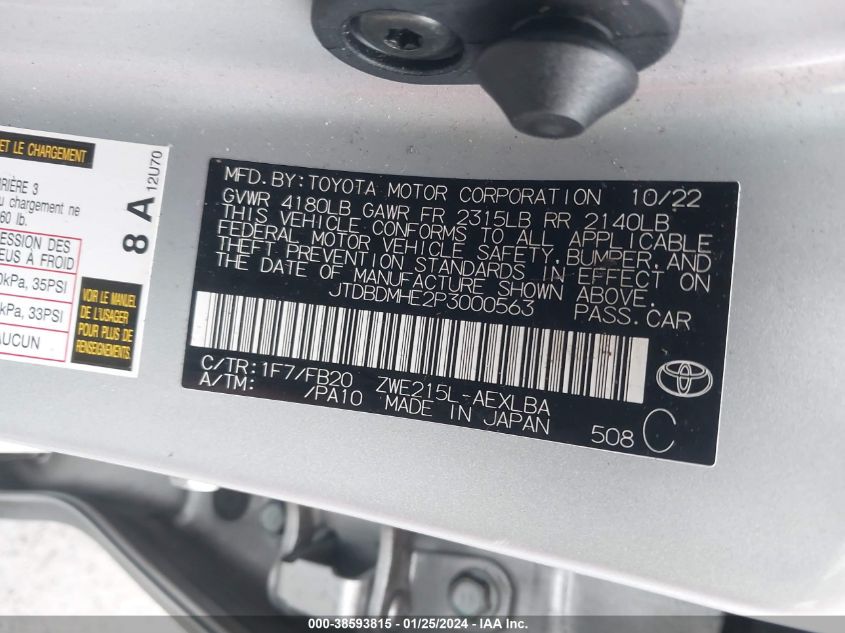 ET LE CHARGEMENT
RIÈRE 3
u chargement ne
60 lb.
ESSION DES
EUS À FROID
0kPa, 35PSI
kPa, 33PSI
AUCUN
8 A 12U70
VOIR LE MANUEL
DE L'USAGER
POUR PLUS DE
RENSEIGNEMENTS
MFD. BY: TOYOTA MOTOR CORPORATION 10/22
GVWR 4180LB GAWR FR 2315LB RR 2140LB
THIS VEHICLE CONFORMS TO ALL APPLICABLE
FEDERAL MOTOR VEHICLE SAFETY, BUMPER, AND
THEFT PREVENTION STANDARDS IN EFFECT ON
THE DATE OF MANUFACTURE SHOWN ABOVE.
JTDBDMHE2P3000563 PASS. CAR
C/TR: 1F7/FB20 ZWE215L-AEXLBA
A/TM: /PA10 MADE IN JAPAN
508 C
000-38593815 - 01/25/2024 - IAA Inc.